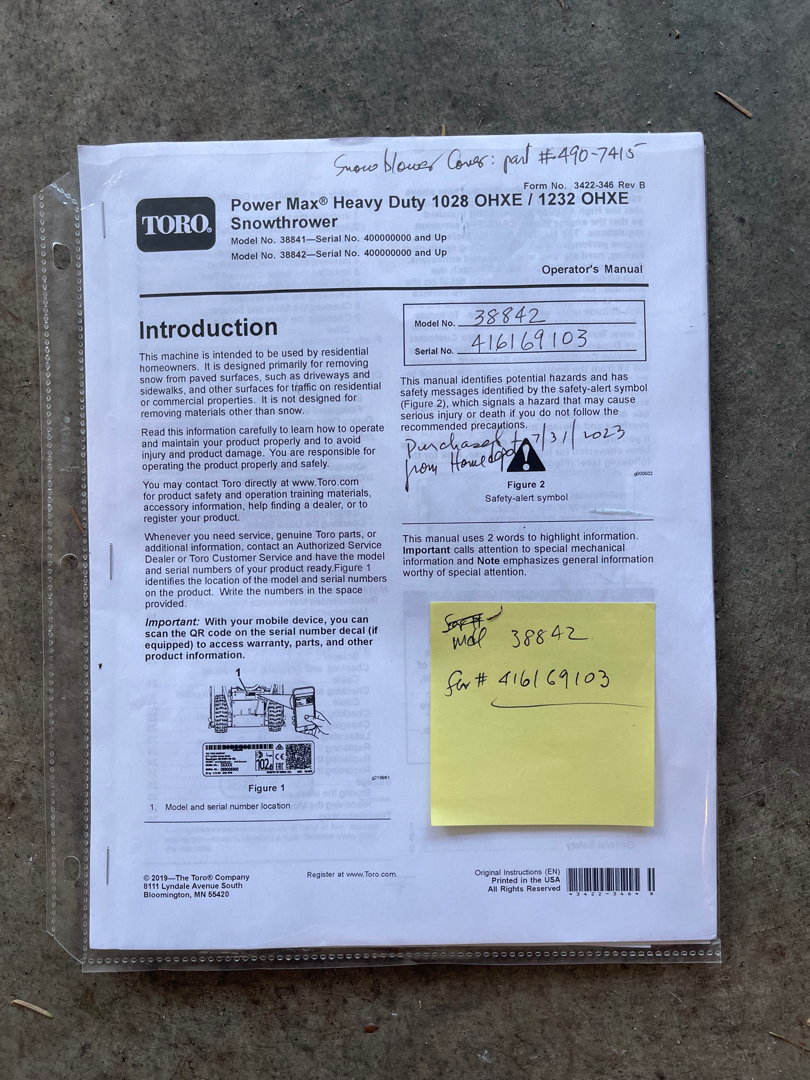 Snowblower Cover: part # 490-7415
Form No. 3422-346 Rev B
TORO®
Power Max® Heavy Duty 1028 OHXE / 1232 OHXE
Snowthrower
Model No. 38841—Serial No. 400000000 and Up
Model No. 38842—Serial No. 400000000 and Up
Operator's Manual
Introduction
This machine is intended to be used by residential
homeowners. It is designed primarily for removing
snow from paved surfaces, such as driveways and
sidewalks, and other surfaces for traffic on residential
or commercial properties. It is not designed for
removing materials other than snow.
Read this information carefully to learn how to operate
and maintain your product properly and to avoid
injury and product damage. You are responsible for
operating the product properly and safely.
You may contact Toro directly at www.Toro.com
for product safety and operation training materials,
accessory information, help finding a dealer, or to
register your product.
Whenever you need service, genuine Toro parts, or
additional information, contact an Authorized Service
Dealer or Toro Customer Service and have the model
and serial numbers of your product ready.Figure 1
identifies the location of the model and serial numbers
on the product. Write the numbers in the space
provided.
Important: With your mobile device, you can
scan the QR code on the serial number decal (if
equipped) to access warranty, parts, and other
product information.
1
102
g218981
Figure 1
1. Model and serial number location
Model No. 38842
Serial No. 416169103
This manual identifies potential hazards and has
safety messages identified by the safety-alert symbol
(Figure 2), which signals a hazard that may cause
serious injury or death if you do not follow the
recommended precautions.
Purchased 7/31/2023
from Home
g000502
Figure 2
Safety-alert symbol
This manual uses 2 words to highlight information.
Important calls attention to special mechanical
information and Note emphasizes general information
worthy of special attention.
mdl 38842
Ser # 416169103
© 2019—The Toro® Company
8111 Lyndale Avenue South
Bloomington, MN 55420
Register at www.Toro.com.
Original Instructions (EN)
Printed in the USA
All Rights Reserved
*3422-346* B